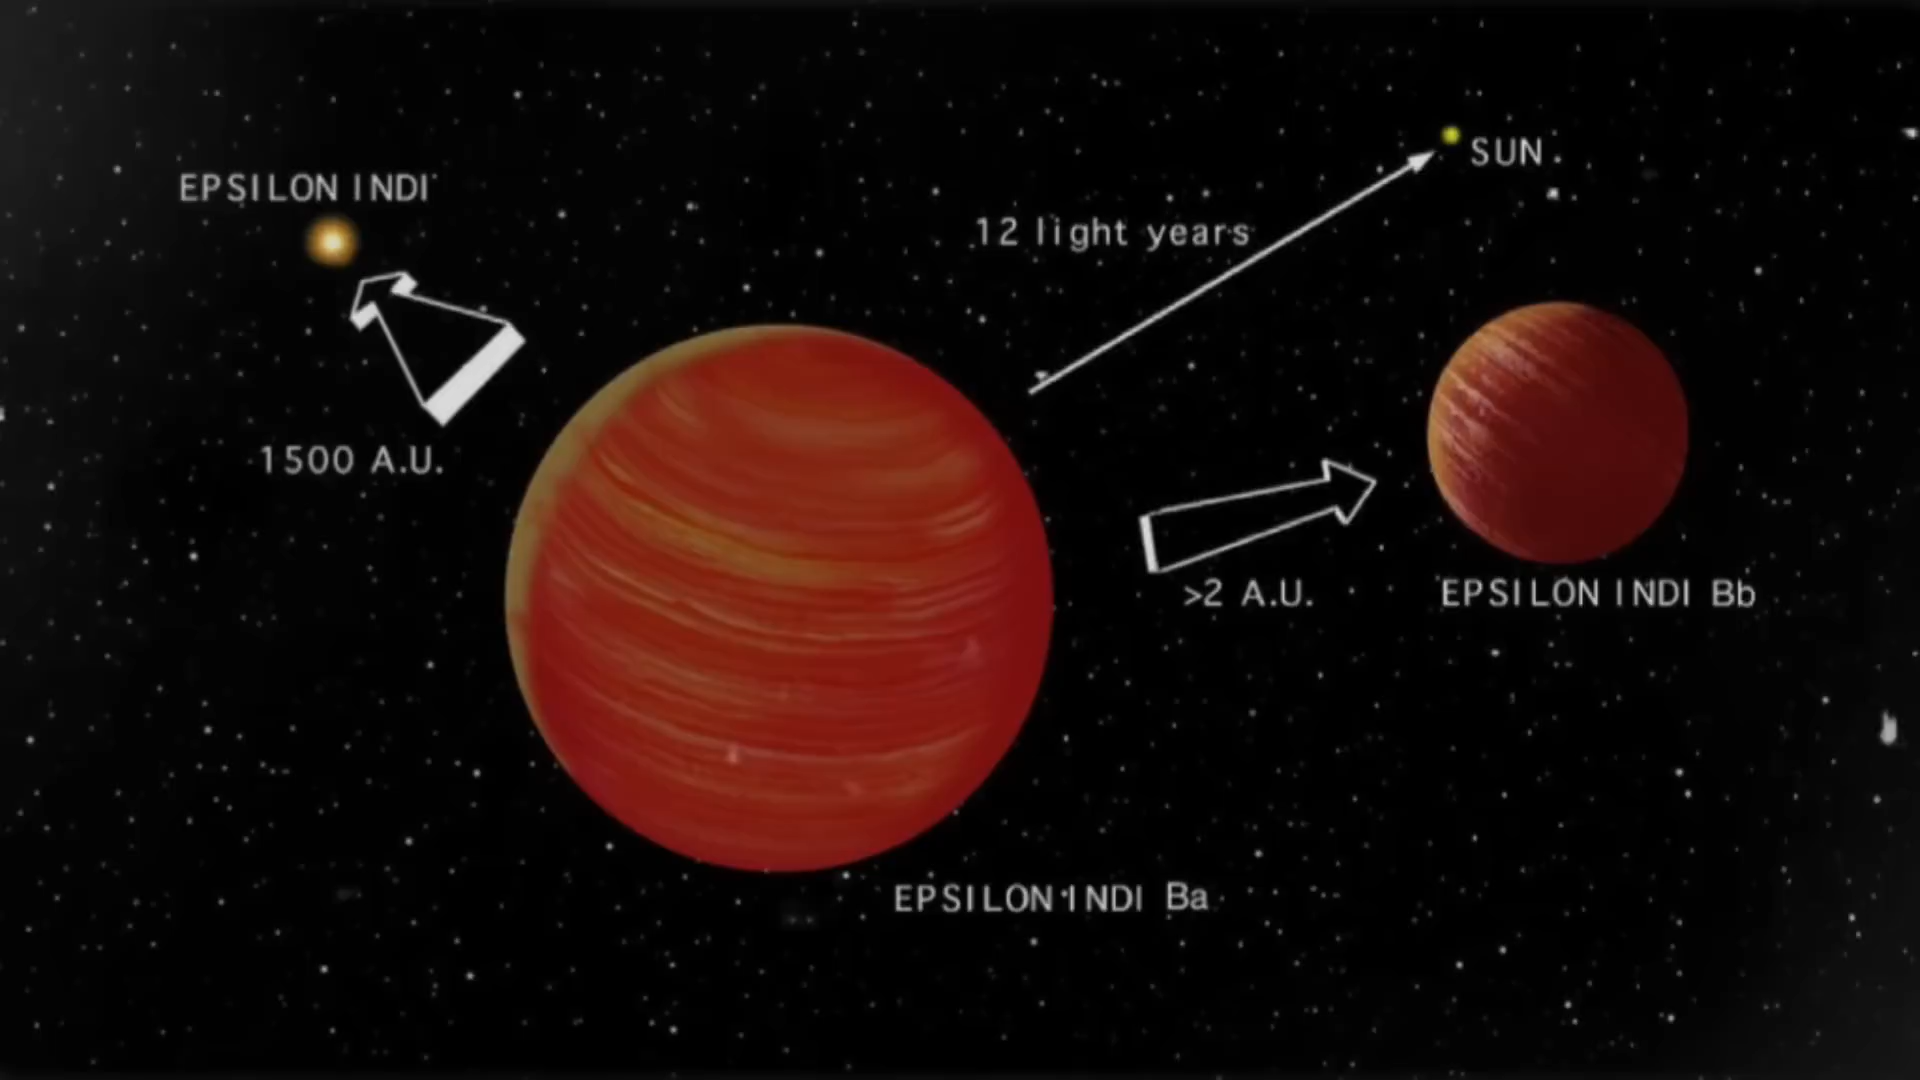 SUN
EPSILON INDI
12 light years
1500 A.U.
>2 A.U.
EPSILON INDI Bb
EPSILON INDI Ba